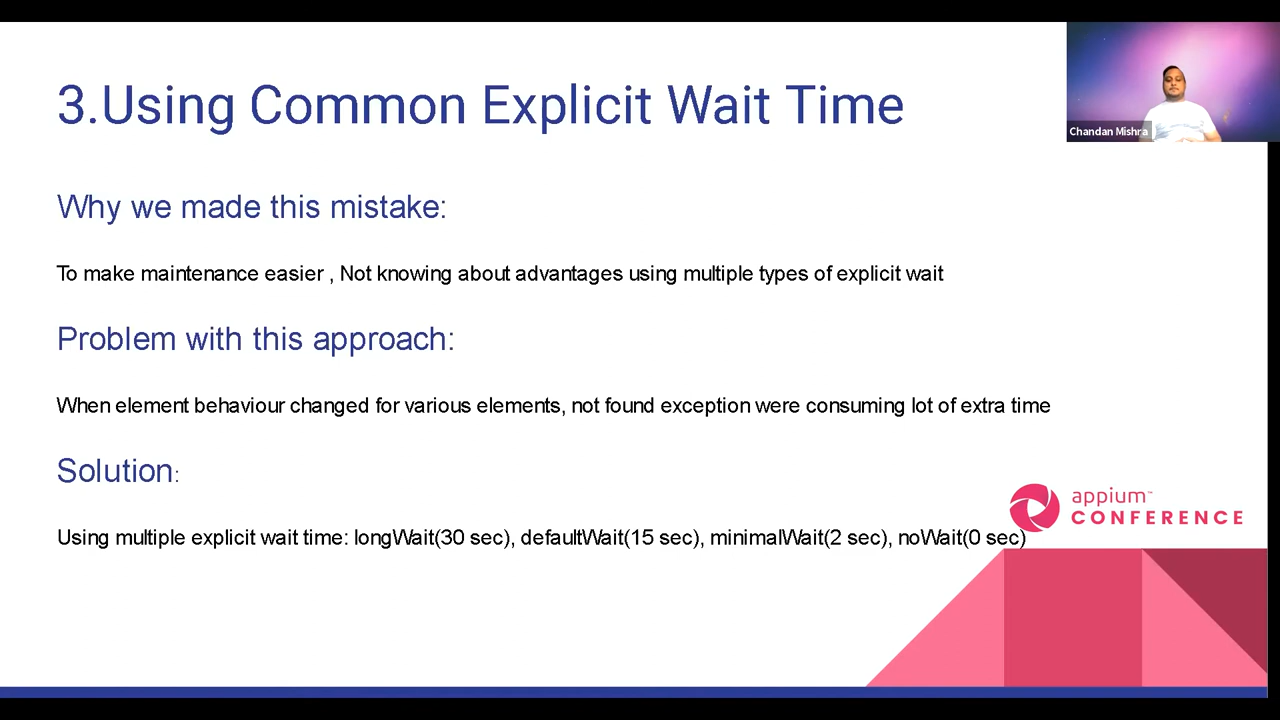 3.Using Common Explicit Wait Time
Chandan Mishra
Why we made this mistake:
To make maintenance easier , Not knowing about advantages using multiple types of explicit wait
Problem with this approach:
When element behaviour changed for various elements, not found exception were consuming lot of extra time
Solution:
appium™
CONFERENCE
Using multiple explicit wait time: longWait(30 sec), defaultWait(15 sec), minimalWait(2 sec), noWait(0 sec)